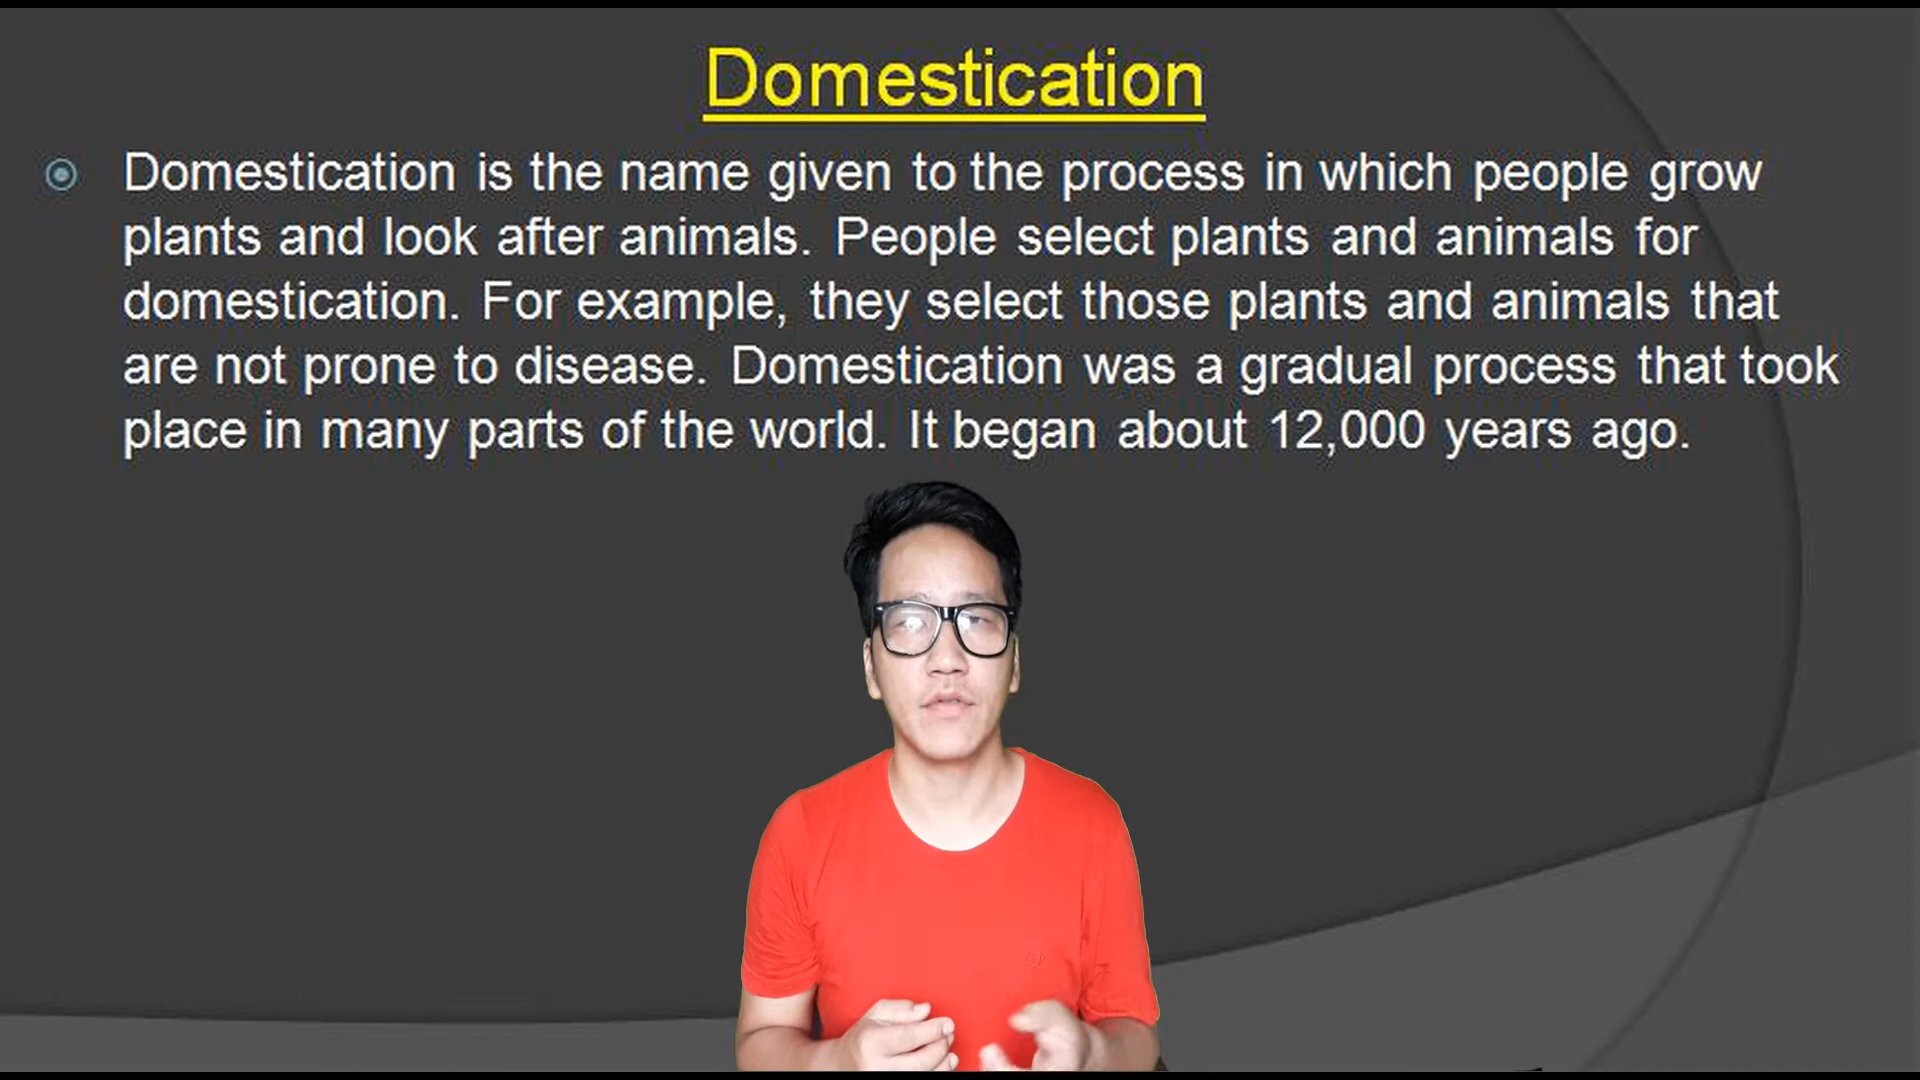 Domestication
Domestication is the name given to the process in which people grow
plants and look after animals. People select plants and animals for
domestication. For example, they select those plants and animals that
are not prone to disease. Domestication was a gradual process that took
place in many parts of the world. It began about 12,000 years ago.